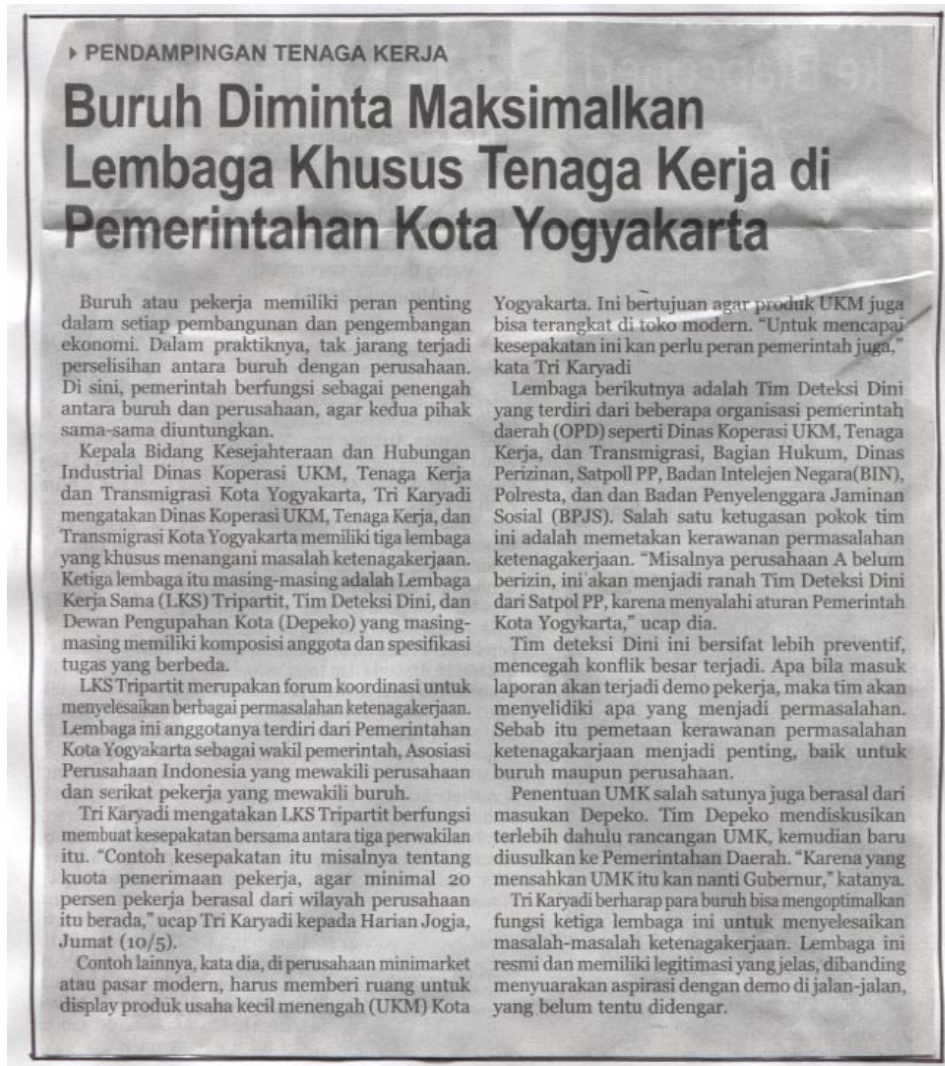 ▸ PENDAMPINGAN TENAGA KERJA
Buruh Diminta Maksimalkan
Lembaga Khusus Tenaga Kerja di
Pemerintahan Kota Yogyakarta
Buruh atau pekerja memiliki peran penting
dalam setiap pembangunan dan pengembangan
ekonomi. Dalam praktiknya, tak jarang terjadi
perselisihan antara buruh dengan perusahaan.
Di sini, pemerintah berfungsi sebagai penengah
antara buruh dan perusahaan, agar kedua pihak
sama-sama diuntungkan.
Kepala Bidang Kesejahteraan dan Hubungan
Industrial Dinas Koperasi UKM, Tenaga Kerja
dan Transmigrasi Kota Yogyakarta, Tri Karyadi
mengatakan Dinas Koperasi UKM, Tenaga Kerja, dan
Transmigrasi Kota Yogyakarta memiliki tiga lembaga
yang khusus menangani masalah ketenagakerjaan.
Ketiga lembaga itu masing-masing adalah Lembaga
Kerja Sama (LKS) Tripartit, Tim Deteksi Dini, dan
Dewan Pengupahan Kota (Depeko) yang masing-
masing memiliki komposisi anggota dan spesifikasi
tugas yang berbeda.
LKS Tripartit merupakan forum koordinasi untuk
menyelesaikan berbagai permasalahan ketenagakerjaan.
Lembaga ini anggotanya terdiri dari Pemerintahan
Kota Yogyakarta sebagai wakil pemerintah, Asosiasi
Perusahaan Indonesia yang mewakili perusahaan
dan serikat pekerja yang mewakili buruh.
Tri Karyadi mengatakan LKS Tripartit berfungsi
membuat kesepakatan bersama antara tiga perwakilan
itu. “Contoh kesepakatan itu misalnya tentang
kuota penerimaan pekerja, agar minimal 20
persen pekerja berasal dari wilayah perusahaan
itu berada,” ucap Tri Karyadi kepada Harian Jogja,
Jumat (10/5).
Contoh lainnya, kata dia, di perusahaan minimarket
atau pasar modern, harus memberi ruang untuk
display produk usaha kecil menengah (UKM) Kota
Yogyakarta. Ini bertujuan agar produk UKM juga
bisa terangkat di toko modern. “Untuk mencapai
kesepakatan ini kan perlu peran pemerintah juga,”
kata Tri Karyadi
Lembaga berikutnya adalah Tim Deteksi Dini
yang terdiri dari beberapa organisasi pemerintah
daerah (OPD) seperti Dinas Koperasi UKM, Tenaga
Kerja, dan Transmigrasi, Bagian Hukum, Dinas
Perizinan, Satpoll PP, Badan Intelejen Negara(BIN),
Polresta, dan dan Badan Penyelenggara Jaminan
Sosial (BPJS). Salah satu ketugasan pokok tim
ini adalah memetakan kerawanan permasalahan
ketenagakerjaan. “Misalnya perusahaan A belum
berizin, ini akan menjadi ranah Tim Deteksi Dini
dari Satpol PP, karena menyalahi aturan Pemerintah
Kota Yogykarta,” ucap dia.
Tim deteksi Dini ini bersifat lebih preventif,
mencegah konflik besar terjadi. Apa bila masuk
laporan akan terjadi demo pekerja, maka tim akan
menyelidiki apa yang menjadi permasalahan.
Sebab itu pemetaan kerawanan permasalahan
ketenagakarjaan menjadi penting, baik untuk
buruh maupun perusahaan.
Penentuan UMK salah satunya juga berasal dari
masukan Depeko. Tim Depeko mendiskusikan
terlebih dahulu rancangan UMK, kemudian baru
diusulkan ke Pemerintahan Daerah. “Karena yang
mensahkan UMK itu kan nanti Gubernur,” katanya.
Tri Karyadi berharap para buruh bisa mengoptimalkan
fungsi ketiga lembaga ini untuk menyelesaikan
masalah-masalah ketenagakerjaan. Lembaga ini
resmi dan memiliki legitimasi yang jelas, dibanding
menyuarakan aspirasi dengan demo di jalan-jalan,
yang belum tentu didengar.